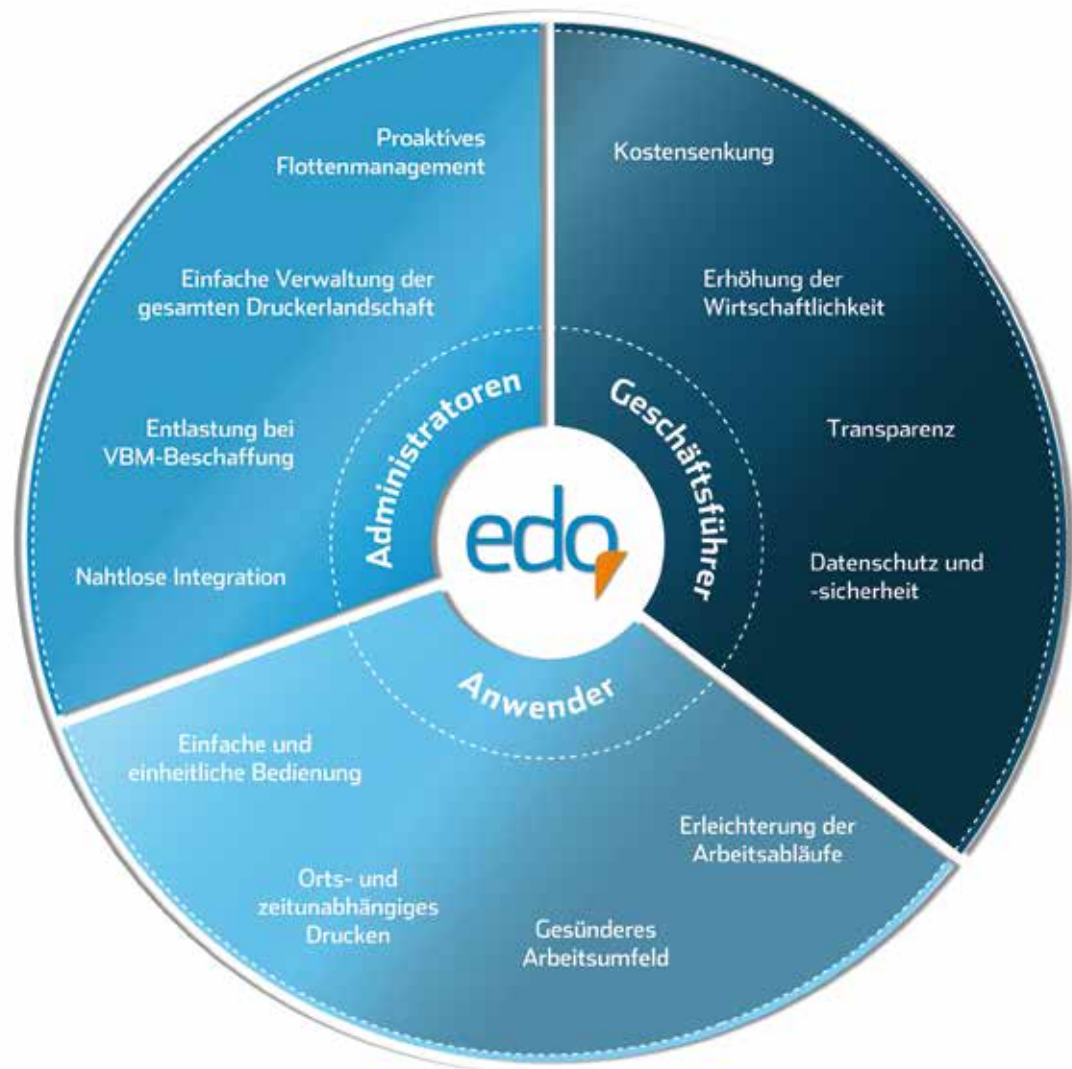 Proaktives
Flottenmanagement
Einfache Verwaltung der
gesamten Druckerlandschaft
Entlastung bei
VBM-Beschaffung
Nahtlose Integration
Administratoren
Kostensenkung
Erhöhung der
Wirtschaftlichkeit
Transparenz
Datenschutz und
-sicherheit
Geschäftsführer
edo
Anwender
Einfache und
einheitliche Bedienung
Orts- und
zeitunabhängiges
Drucken
Gesünderes
Arbeitsumfeld
Erleichterung der
Arbeitsabläufe